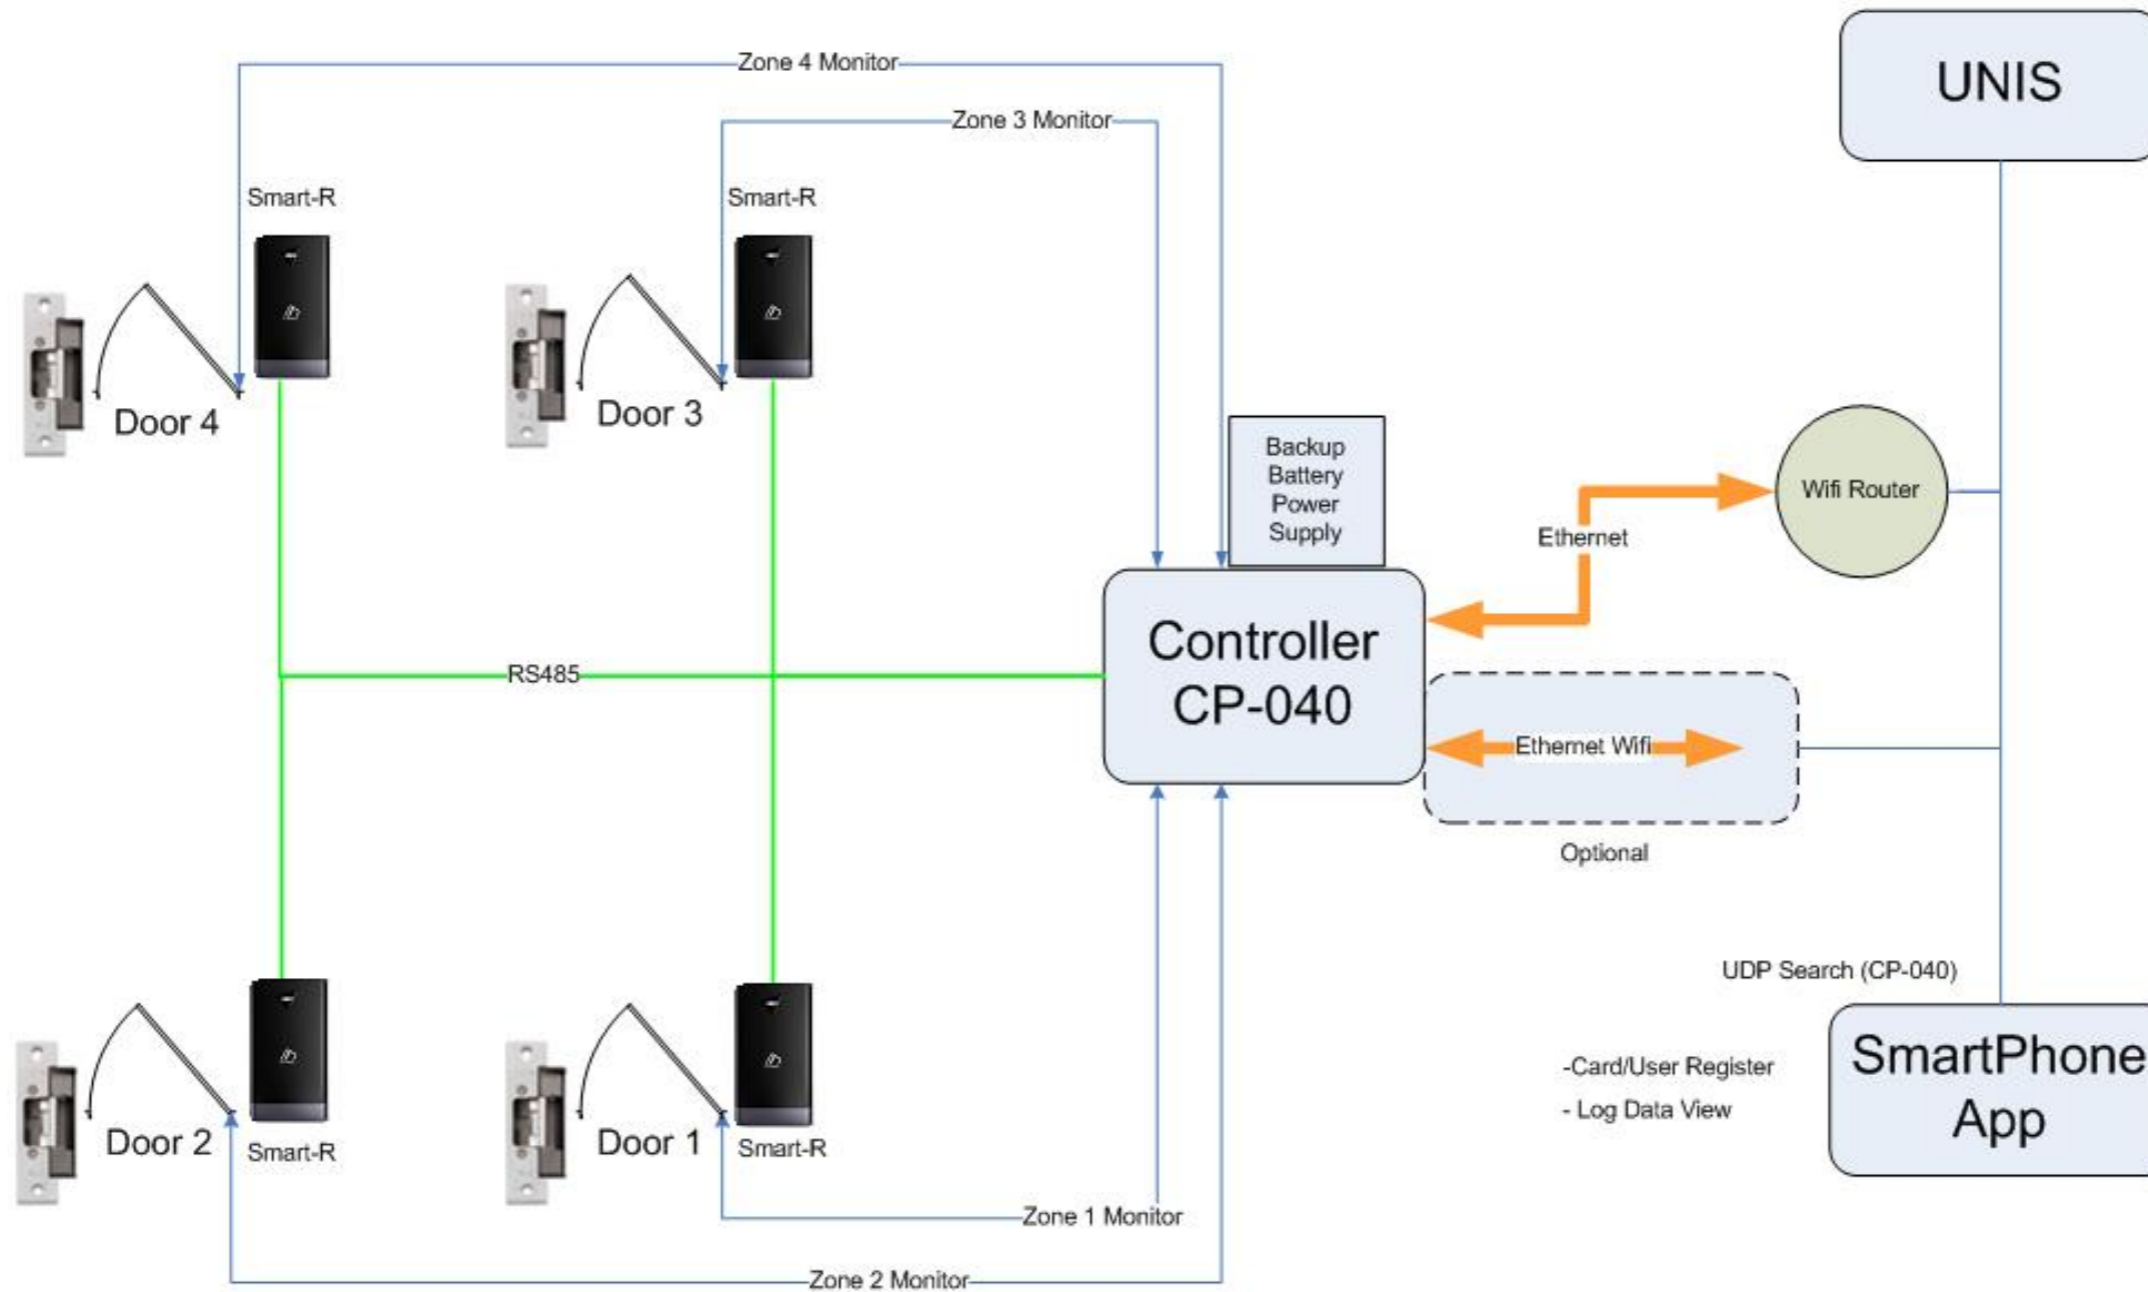 Zone 4 Monitor
UNIS
Zone 3 Monitor
Smart-R
Smart-R
Door 4
Door 3
Backup
Battery
Power
Supply
Wifi Router
Ethernet
Controller
CP-040
RS485
Ethernet Wifi
Optional
UDP Search (CP-040)
SmartPhone
App
-Card/User Register
- Log Data View
Door 2
Smart-R
Door 1
Smart-R
Zone 1 Monitor
Zone 2 Monitor